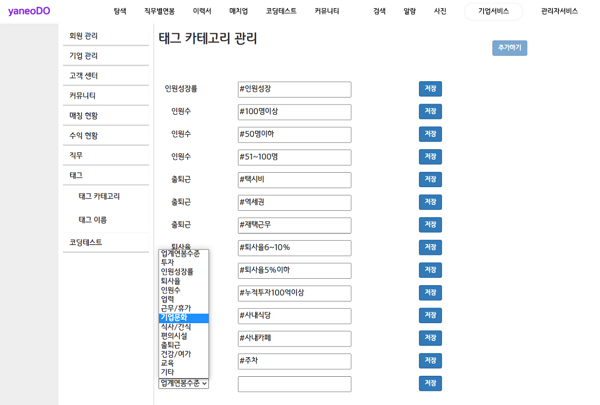 yaneoDO 탐색 직무별연봉 이력서 매치업 코딩테스트 커뮤니티 검색 알람 사진 기업서비스 관리자서비스
회원 관리
기업 관리
고객 센터
커뮤니티
매칭 현황
수익 현황
직무
태그
태그 카테고리
태그 이름
코딩테스트
태그 카테고리 관리
추가하기
인원성장률 #인원성장 저장
인원수 #100명이상 저장
인원수 #50명이하 저장
인원수 #51~100명 저장
출퇴근 #택시비 저장
출퇴근 #역세권 저장
출퇴근 #재택근무 저장
퇴사율 #퇴사율6~10% 저장
#퇴사율5%이하 저장
#누적투자100억이상 저장
#사내식당 저장
#사내카페 저장
#주차 저장
업계연봉수준
투자
인원성장률
퇴사율
인원수
업력
근무/휴가
기업문화
식사/간식
편의시설
출퇴근
건강/여가
교육
기타
업계연봉수준 저장